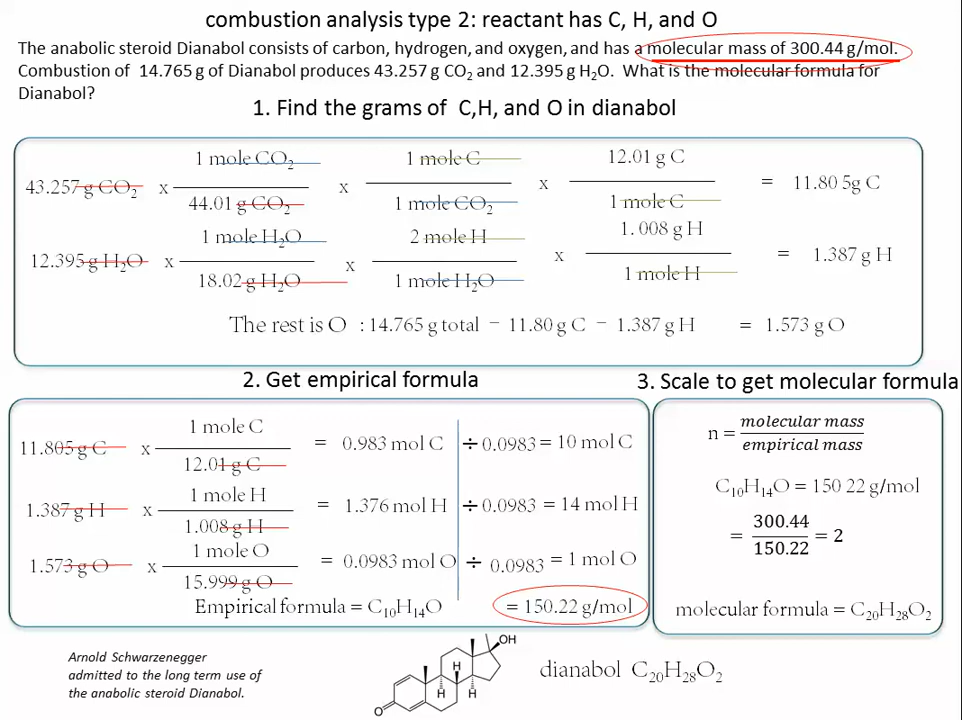 combustion analysis type 2: reactant has C, H, and O
The anabolic steroid Dianabol consists of carbon, hydrogen, and oxygen, and has a molecular mass of 300.44 g/mol.
Combustion of 14.765 g of Dianabol produces 43.257 g CO₂ and 12.395 g H₂O. What is the molecular formula for
Dianabol?
1. Find the grams of C,H, and O in dianabol
1 mole CO₂ 1 mole C 12.01 g C
43.257 g CO₂ x x x = 11.80 5g C
44.01 g CO₂ 1 mole CO₂ 1 mole C
1 mole H₂O 2 mole H 1. 008 g H
12.395 g H₂O x x x = 1.387 g H
18.02 g H₂O 1 mole H₂O 1 mole H
The rest is O : 14.765 g total − 11.80 g C − 1.387 g H = 1.573 g O
2. Get empirical formula
1 mole C
11.805 g C x = 0.983 mol C ÷ 0.0983 = 10 mol C
12.01 g C
1 mole H
1.387 g H x = 1.376 mol H ÷ 0.0983 = 14 mol H
1.008 g H
1 mole O
1.573 g O x = 0.0983 mol O ÷ 0.0983 = 1 mol O
15.999 g O
Empirical formula = C₁₀H₁₄O = 150.22 g/mol
3. Scale to get molecular formula
n = molecular mass
empirical mass
C₁₀H₁₄O = 150 22 g/mol
= 300.44
150.22 = 2
molecular formula = C₂₀H₂₈O₂
Arnold Schwarzenegger
admitted to the long term use of
the anabolic steroid Dianabol.
OH
H
H H
O
dianabol C₂₀H₂₈O₂